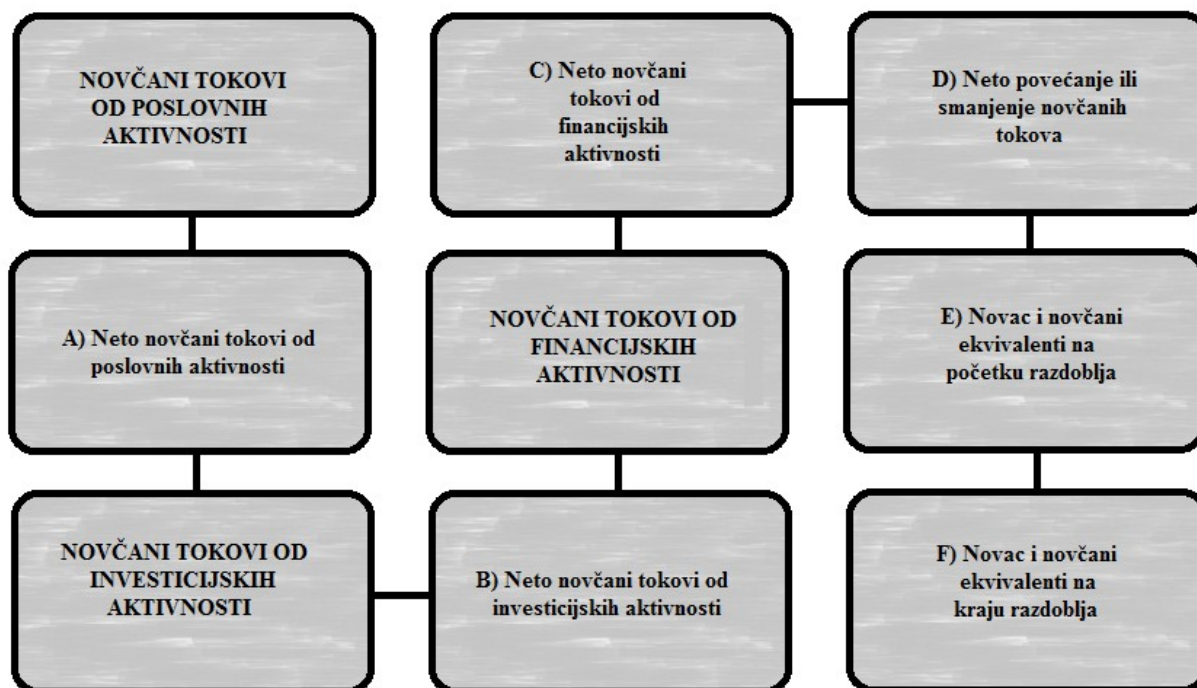 NOVČANI TOKOVI
OD POSLOVNIH
AKTIVNOSTI
A) Neto novčani tokovi od
poslovnih aktivnosti
NOVČANI TOKOVI OD
INVESTICIJSKIH
AKTIVNOSTI
B) Neto novčani tokovi od
investicijskih aktivnosti
NOVČANI TOKOVI OD
FINANCIJSKIH
AKTIVNOSTI
C) Neto novčani
tokovi od
financijskih
aktivnosti
D) Neto povećanje ili
smanjenje novčanih
tokova
E) Novac i novčani
ekvivalenti na
početku razdoblja
F) Novac i novčani
ekvivalenti na
kraju razdoblja